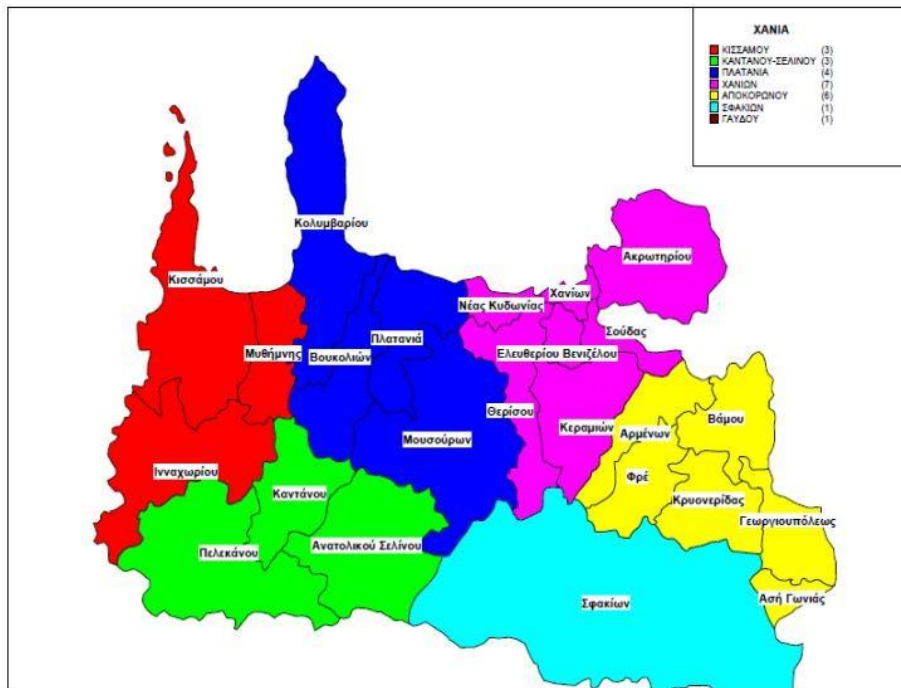 ΧΑΝΙΑ
ΚΙΣΣΑΜΟΥ (3)
ΚΑΝΤΑΝΟΥ-ΣΕΛΙΝΟΥ (3)
ΠΛΑΤΑΝΙΑ (4)
ΧΑΝΙΩΝ (7)
ΑΠΟΚΟΡΩΝΟΥ (6)
ΣΦΑΚΙΩΝ (1)
ΓΑΥΔΟΥ (1)
Κολυμβαρίου
Ακρωτηρίου
Κισσάμου
Χανίων
Νέας Κυδωνίας
Σούδας
Πλατανιά
Μυθήμνης
Βουκολιών
Ελευθερίου Βενιζέλου
Θερίσου
Βάμου
Κεραμιών
Αρμένων
Μουσούρων
Ινναχωρίου
Φρέ
Καντάνου
Κρυονερίδας
Γεωργιουπόλεως
Ανατολικού Σελίνου
Πελεκάνου
Ασή Γωνιάς
Σφακίων